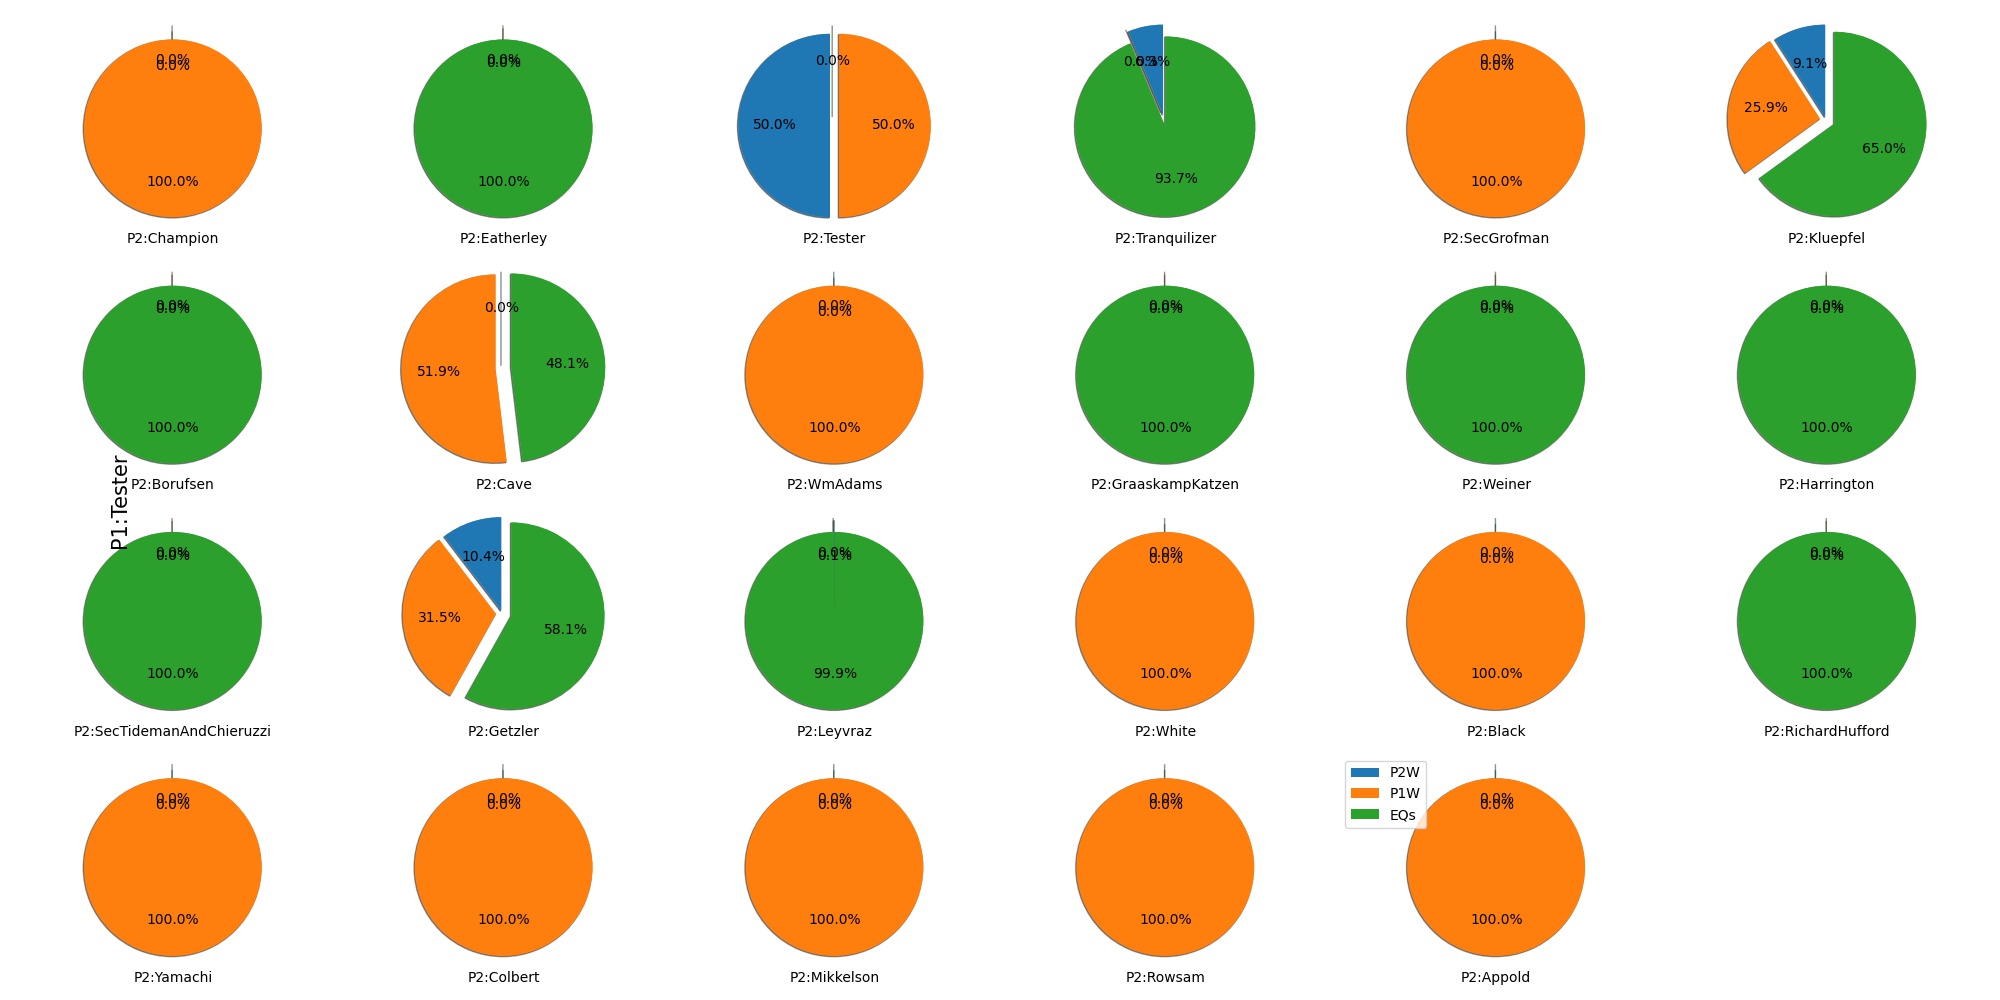 0.0%
0.0%
100.0%
P2:Champion
0.0%
0.0%
100.0%
P2:Eatherley
0.0%
50.0%
50.0%
P2:Tester
93.7%
P2:Tranquilizer
0.0%
0.0%
100.0%
P2:SecGrofman
9.1%
25.9%
65.0%
P2:Kluepfel
0.0%
0.0%
100.0%
P2:Borufsen
0.0%
51.9%
48.1%
P2:Cave
0.0%
0.0%
100.0%
P2:WmAdams
0.0%
0.0%
100.0%
P2:GraaskampKatzen
0.0%
0.0%
100.0%
P2:Weiner
0.0%
0.0%
100.0%
P2:Harrington
P1:Tester
0.0%
0.0%
100.0%
P2:SecTidemanAndChieruzzi
10.4%
31.5%
58.1%
P2:Getzler
0.0%
0.1%
99.9%
P2:Leyvraz
0.0%
0.0%
100.0%
P2:White
0.0%
0.0%
100.0%
P2:Black
0.0%
0.0%
100.0%
P2:RichardHufford
0.0%
0.0%
100.0%
P2:Yamachi
0.0%
0.0%
100.0%
P2:Colbert
0.0%
0.0%
100.0%
P2:Mikkelson
0.0%
0.0%
100.0%
P2:Rowsam
P2W
P1W
EQs
0.0%
0.0%
100.0%
P2:Appold